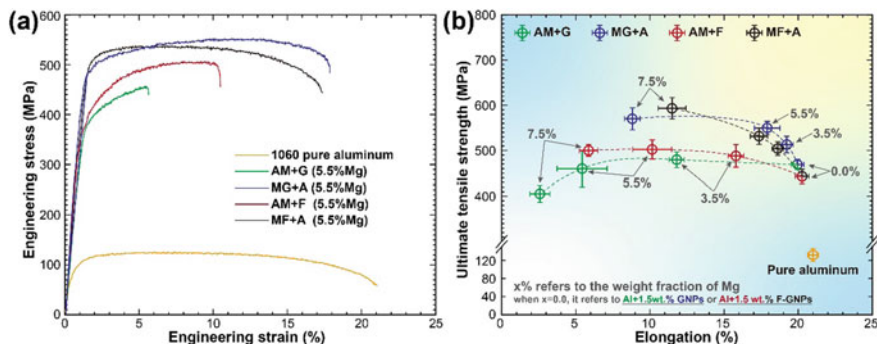 (a)
Engineering stress (MPa)
600
500
400
300
200
100
0
1060 pure aluminum
AM+G (5.5%Mg)
MG+A (5.5%Mg)
AM+F (5.5%Mg)
MF+A (5.5%Mg)
0 5 10 15 20 25
Engineering strain (%)
(b)
Ultimate tensile strength (MPa)
800
700
600
500
400
120
80
40
0
AM+G MG+A AM+F MF+A
7.5%
5.5%
3.5%
7.5%
0.0%
5.5%
3.5%
Pure aluminum
x% refers to the weight fraction of Mg
when x=0.0, it refers to Al+1.5wt.% GNPs or Al+1.5 wt.% F-GNPs
0 5 10 15 20 25
Elongation (%)